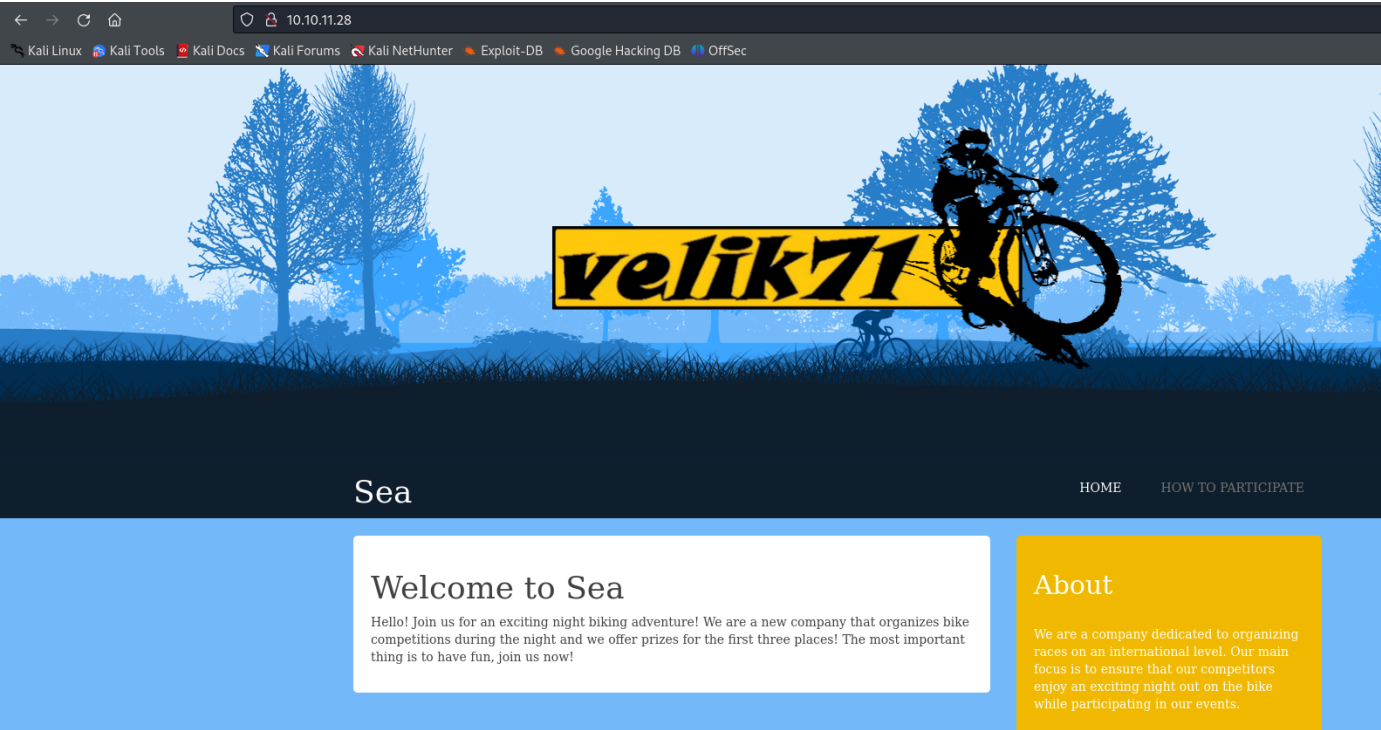 10.10.11.28
Kali Linux Kali Tools Kali Docs Kali Forums Kali NetHunter Exploit-DB Google Hacking DB OffSec
velik71
Sea
HOME HOW TO PARTICIPATE
Welcome to Sea
Hello! Join us for an exciting night biking adventure! We are a new company that organizes bike
competitions during the night and we offer prizes for the first three places! The most important
thing is to have fun, join us now!
About
We are a company dedicated to organizing
races on an international level. Our main
focus is to ensure that our competitors
enjoy an exciting night out on the bike
while participating in our events.